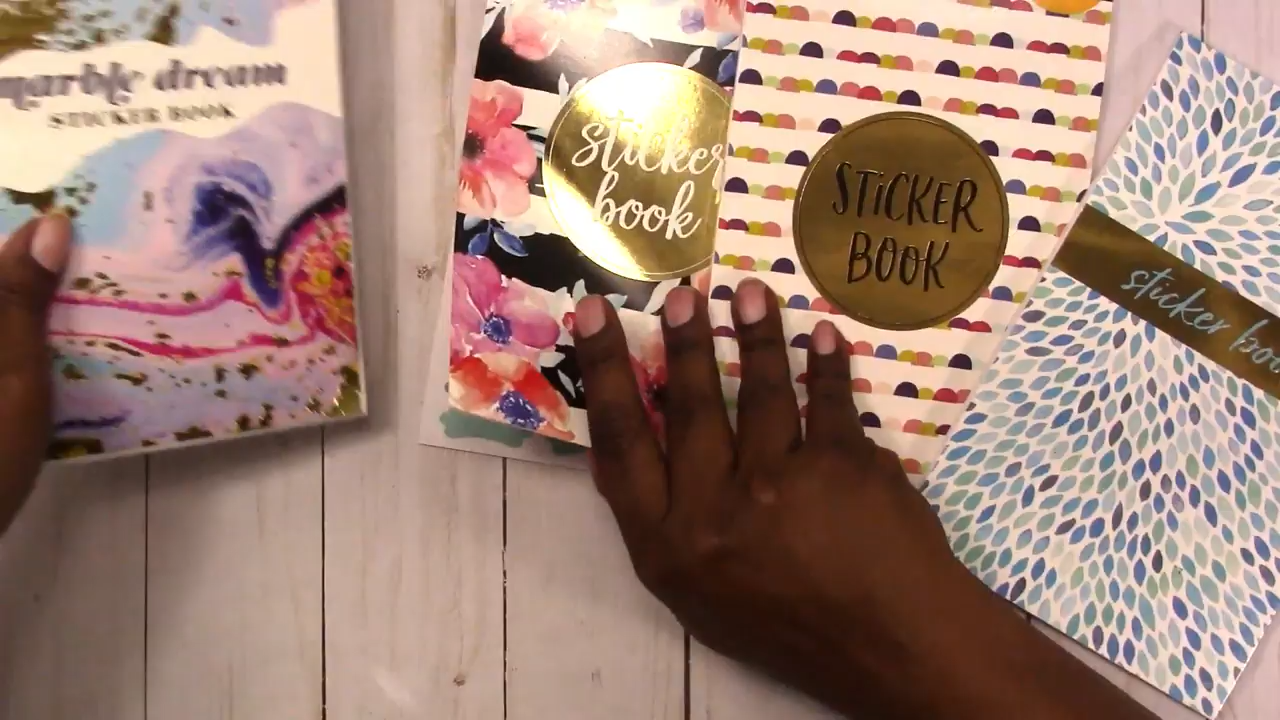 marble dream
STICKER BOOK
sticker
book
STiCKER
BOOK
sticker